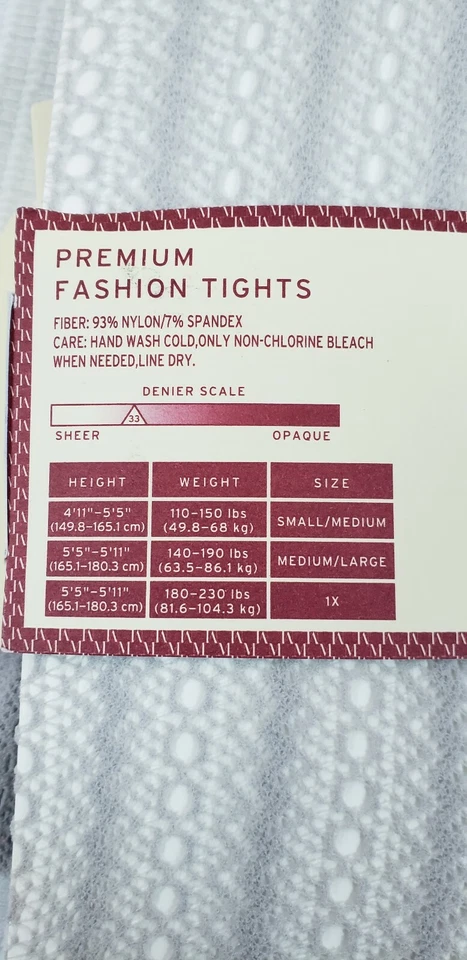 PREMIUM
FASHION TIGHTS
FIBER: 93% NYLON/7% SPANDEX
CARE: HAND WASH COLD,ONLY NON-CHLORINE BLEACH
WHEN NEEDED,LINE DRY.
DENIER SCALE
33
SHEER OPAQUE
HEIGHT WEIGHT SIZE
4'11"-5'5" 110-150 lbs SMALL/MEDIUM
(149.8-165.1 cm) (49.8-68 kg)
5'5"-5'11" 140-190 lbs MEDIUM/LARGE
(165.1-180.3 cm) (63.5-86.1 kg)
5'5"-5'11" 180-230 lbs 1X
(165.1-180.3 cm) (81.6-104.3 kg)